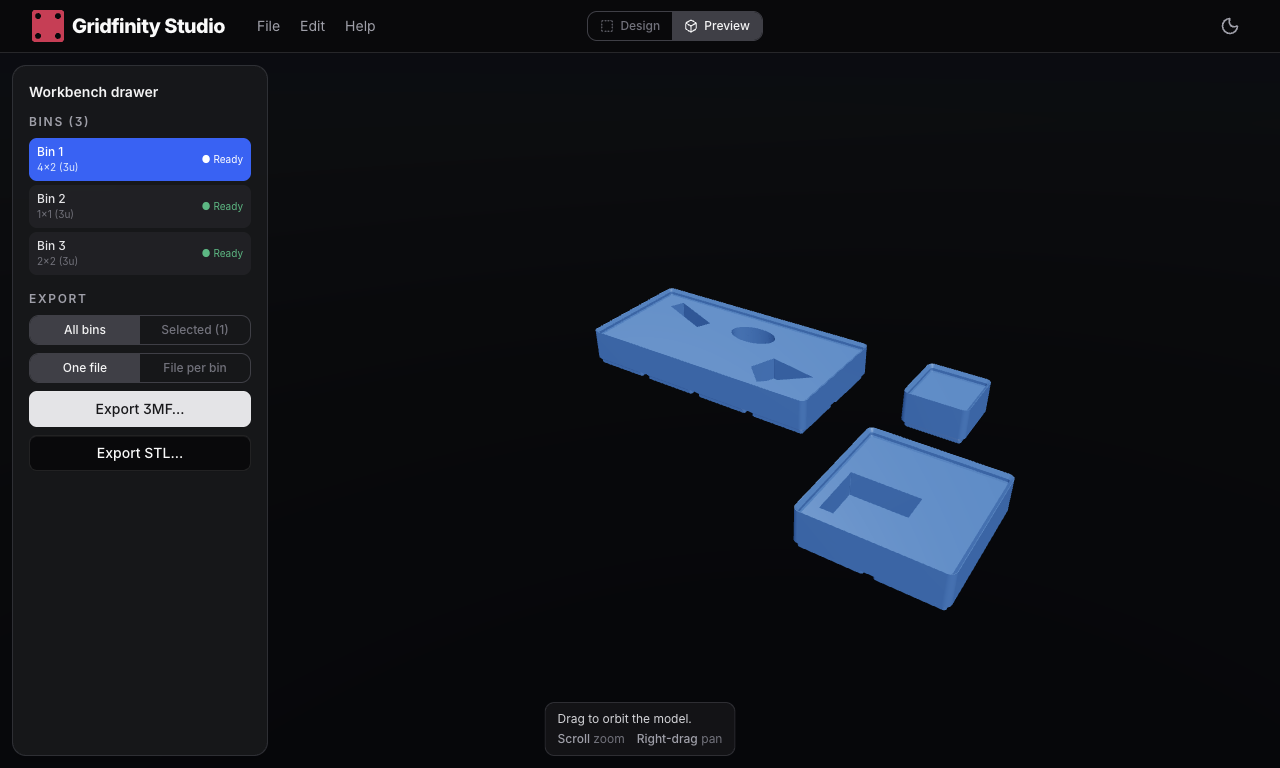 Gridfinity Studio
File Edit Help
Design Preview
Workbench drawer
BINS (3)
Bin 1
4×2 (3u)
Ready
Bin 2
1×1 (3u)
Ready
Bin 3
2×2 (3u)
Ready
EXPORT
All bins Selected (1)
One file File per bin
Export 3MF...
Export STL...
Drag to orbit the model.
Scroll zoom Right-drag pan